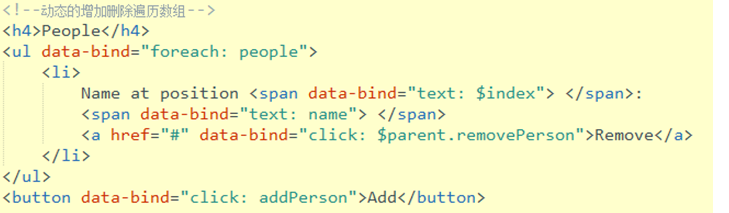 <!--动态的增加删除遍历数组-->
<h4>People</h4>
<ul data-bind="foreach: people">
    <li>
        Name at position <span data-bind="text: $index"> </span>:
        <span data-bind="text: name"> </span>
        <a href="#" data-bind="click: $parent.removePerson">Remove</a>
    </li>
</ul>
<button data-bind="click: addPerson">Add</button>